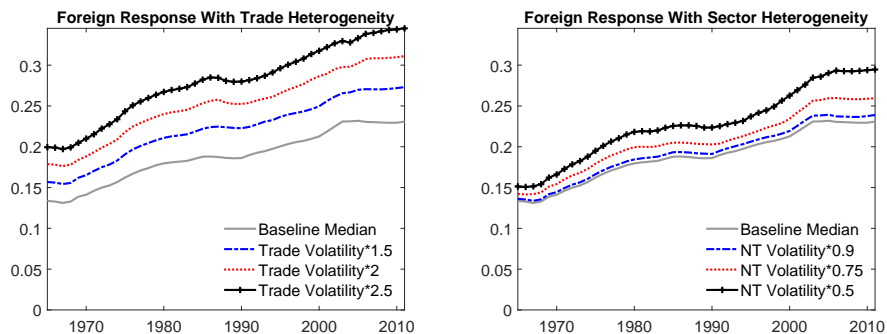 Foreign Response With Trade Heterogeneity
0.3
0.25
0.2
0.15
0.1
0.05
0
1970 1980 1990 2000 2010
Baseline Median
Trade Volatility*1.5
Trade Volatility*2
Trade Volatility*2.5
Foreign Response With Sector Heterogeneity
0.3
0.25
0.2
0.15
0.1
0.05
0
1970 1980 1990 2000 2010
Baseline Median
NT Volatility*0.9
NT Volatility*0.75
NT Volatility*0.5